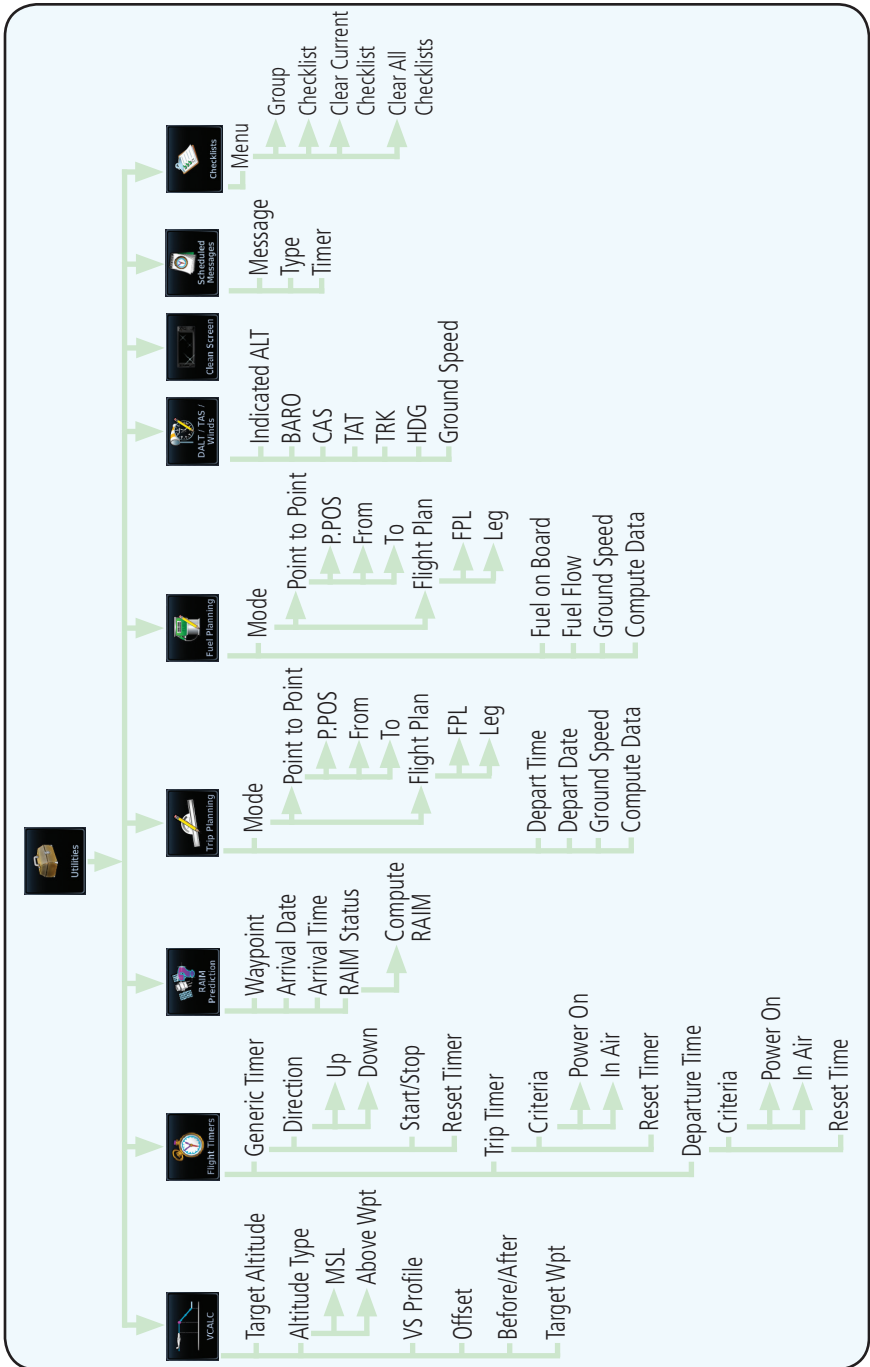 Utilities
VCALC
Target Altitude
Altitude Type
MSL
Above Wpt
VS Profile
Offset
Before/After
Target Wpt
Flight Timers
Generic Timer
Direction
Up
Down
Start/Stop
Reset Timer
Trip Timer
Criteria
Power On
In Air
Reset Timer
Departure Time
Criteria
Power On
In Air
Reset Time
RAIM
Prediction
Waypoint
Arrival Date
Arrival Time
RAIM Status
Compute
RAIM
Trip Planning
Mode
Point to Point
P.POS
From
To
Flight Plan
FPL
Leg
Depart Time
Depart Date
Ground Speed
Compute Data
Fuel Planning
Mode
Point to Point
P.POS
From
To
Flight Plan
FPL
Leg
Fuel on Board
Fuel Flow
Ground Speed
Compute Data
DALT / TAS /
Winds
Indicated ALT
BARO
CAS
TAT
TRK
HDG
Ground Speed
Clean Screen
Scheduled
Messages
Message
Type
Timer
Checklists
Menu
Group
Checklist
Clear Current
Checklist
Clear All
Checklists